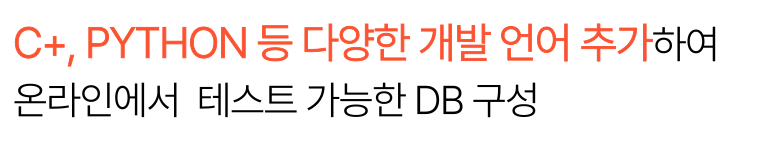 C+, PYTHON 등 다양한 개발 언어 추가하여
온라인에서 테스트 가능한 DB 구성